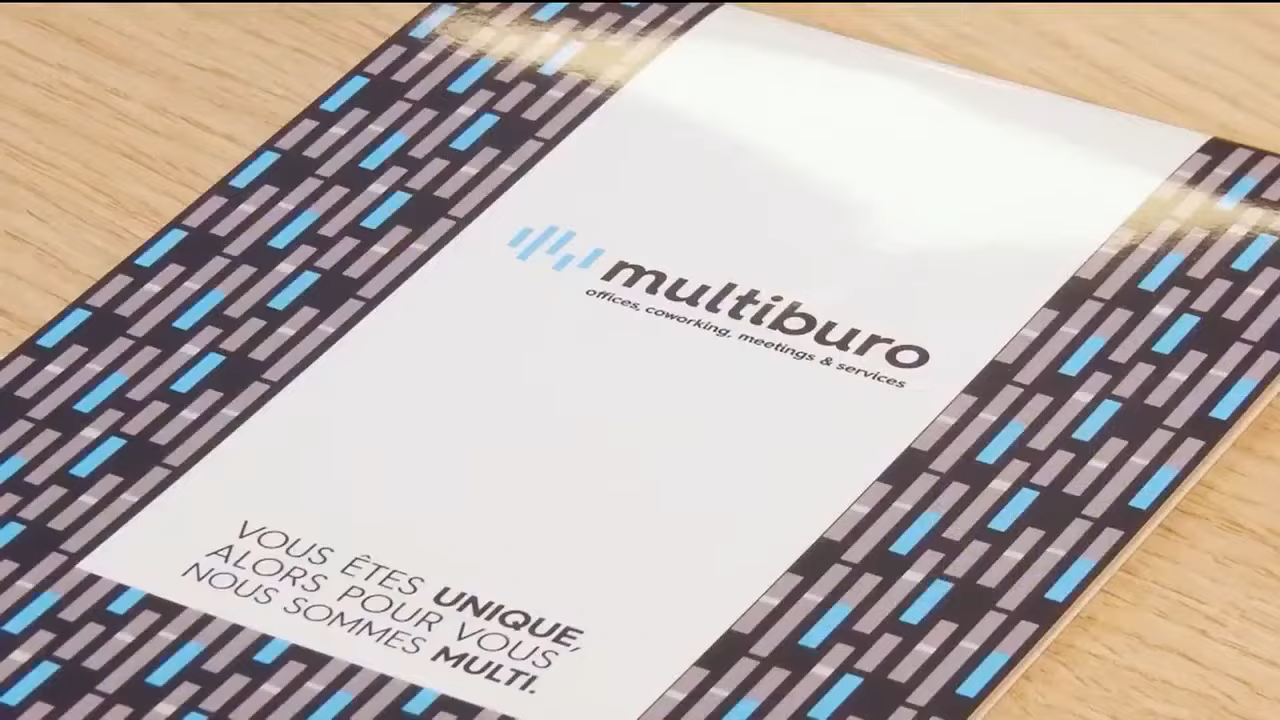 multiburo
offices, coworking, meetings & services
VOUS ÊTES UNIQUE,
ALORS POUR VOUS
NOUS SOMMES MULTI.